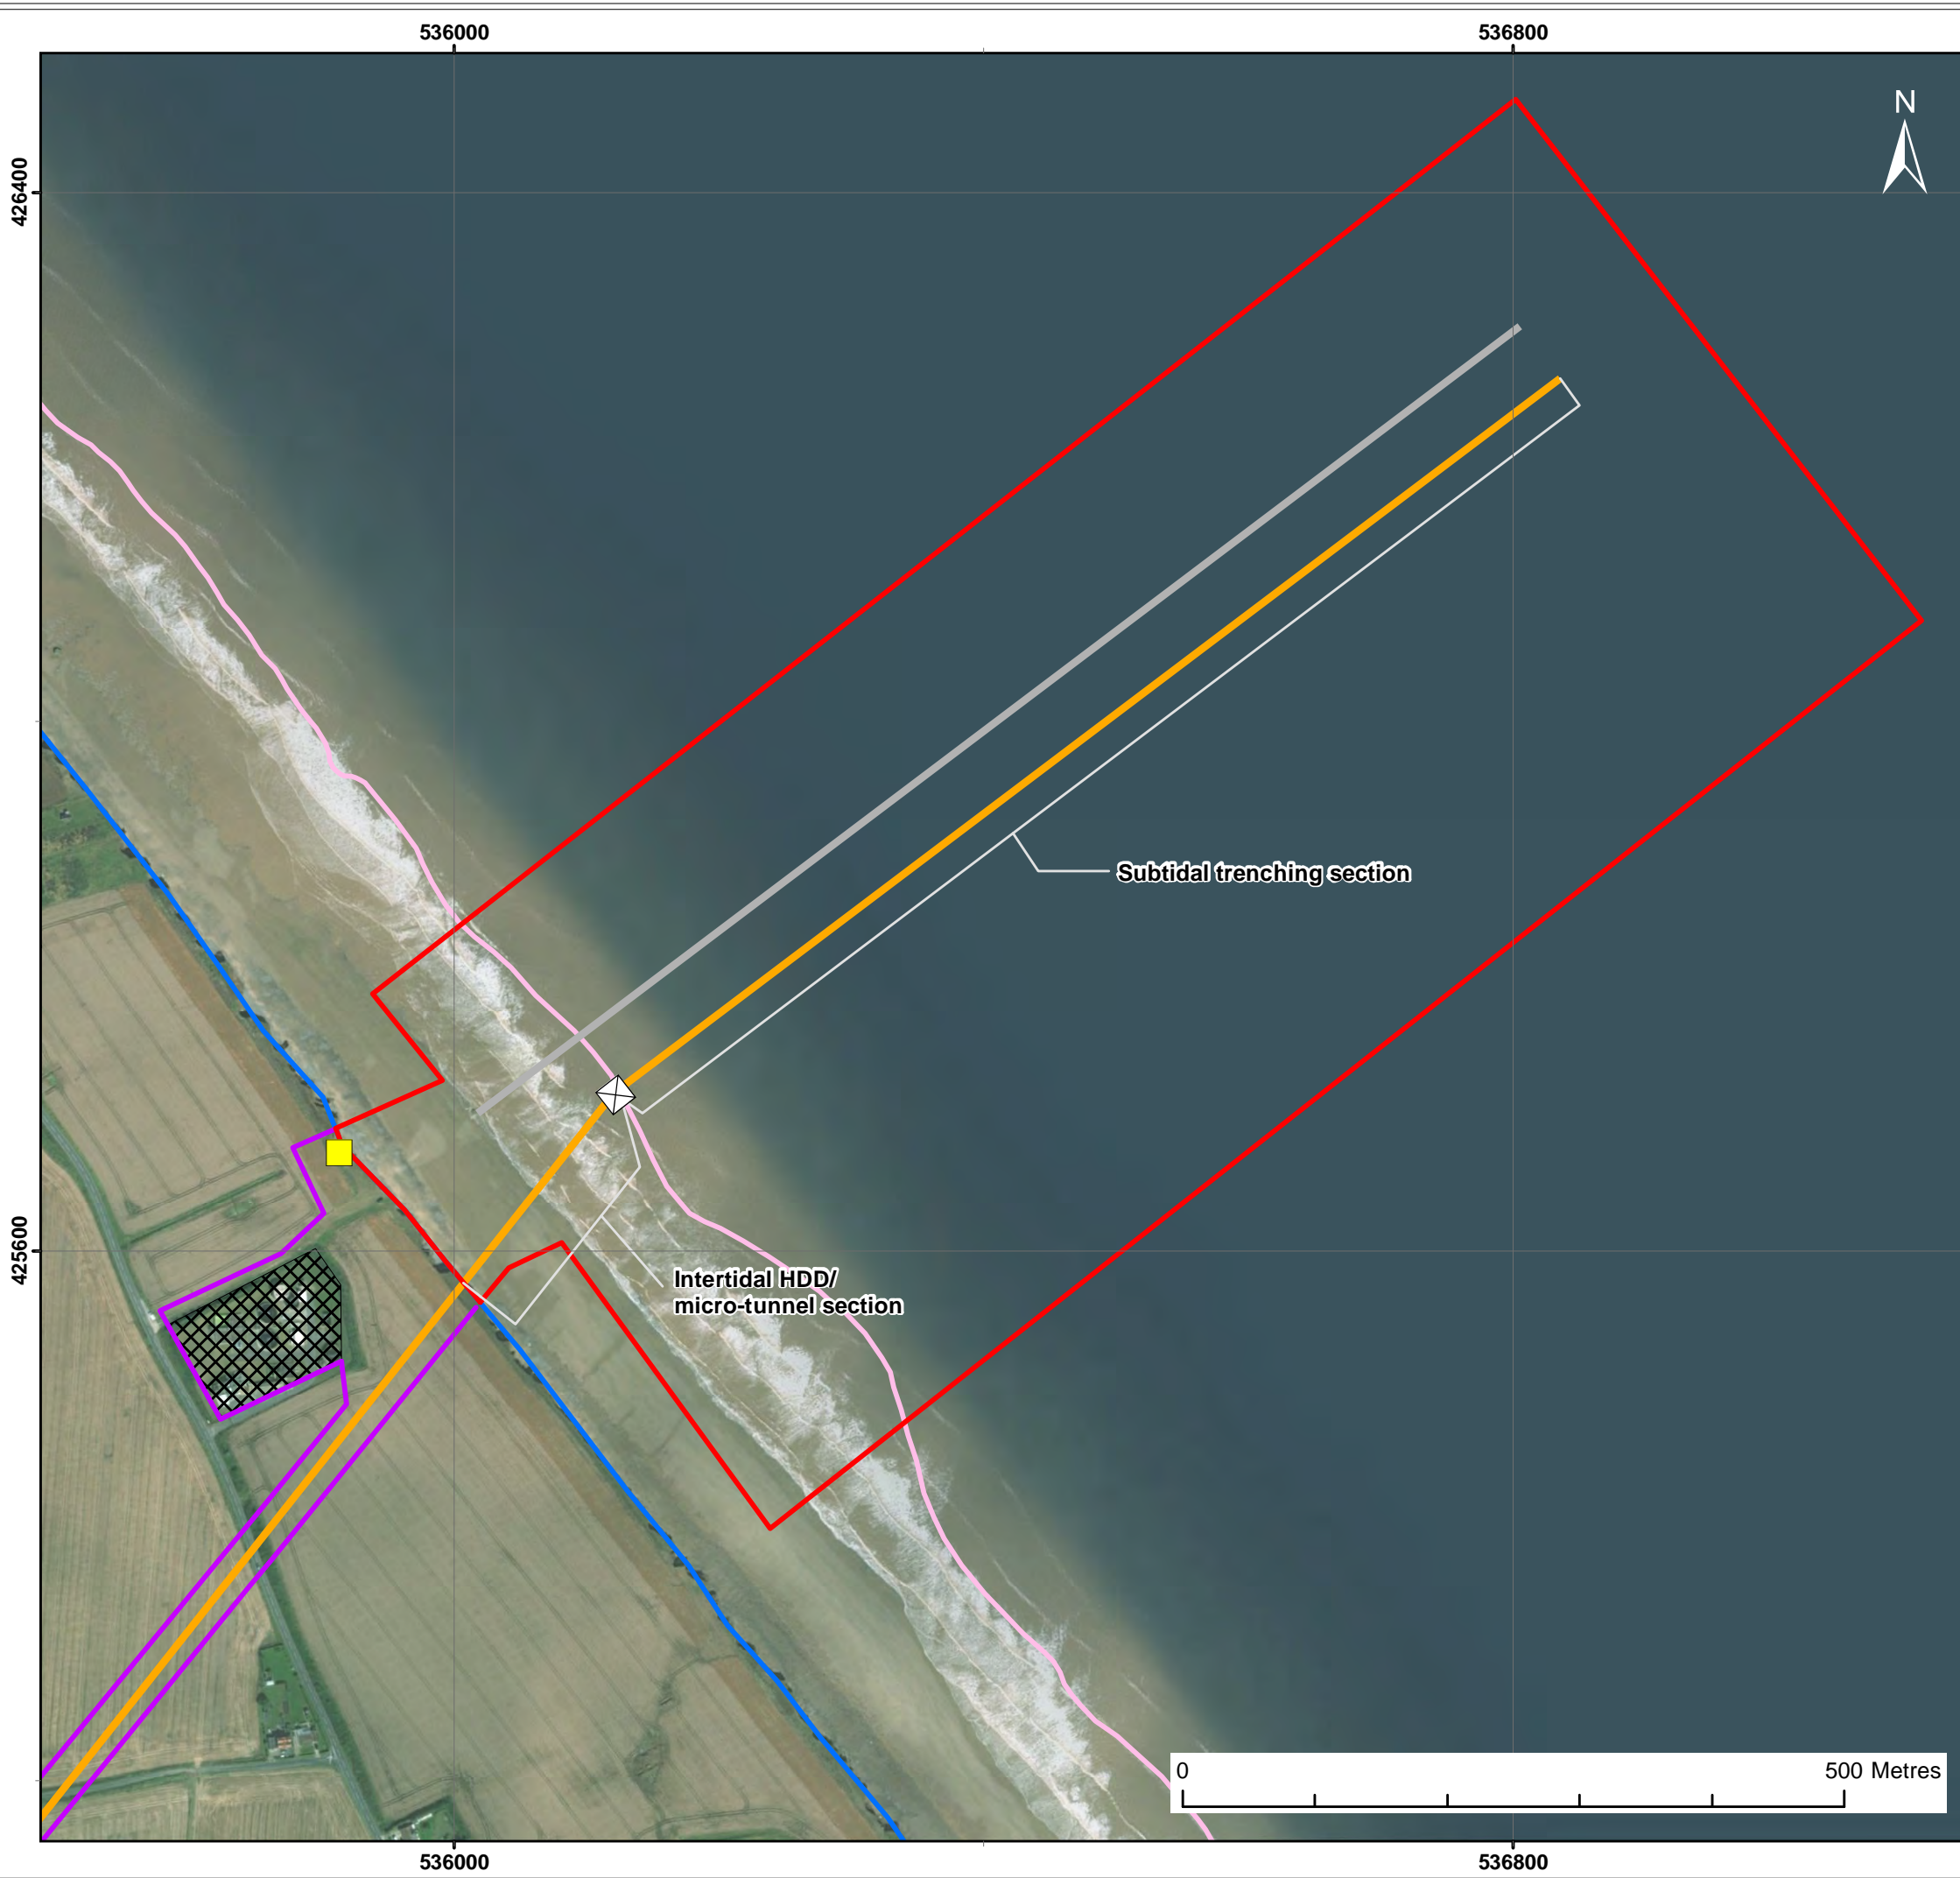 536000
536800
N
426400
Subtidal trenching section
425600
Intertidal HDD/
micro-tunnel section
0
500 Metres
536000
536800